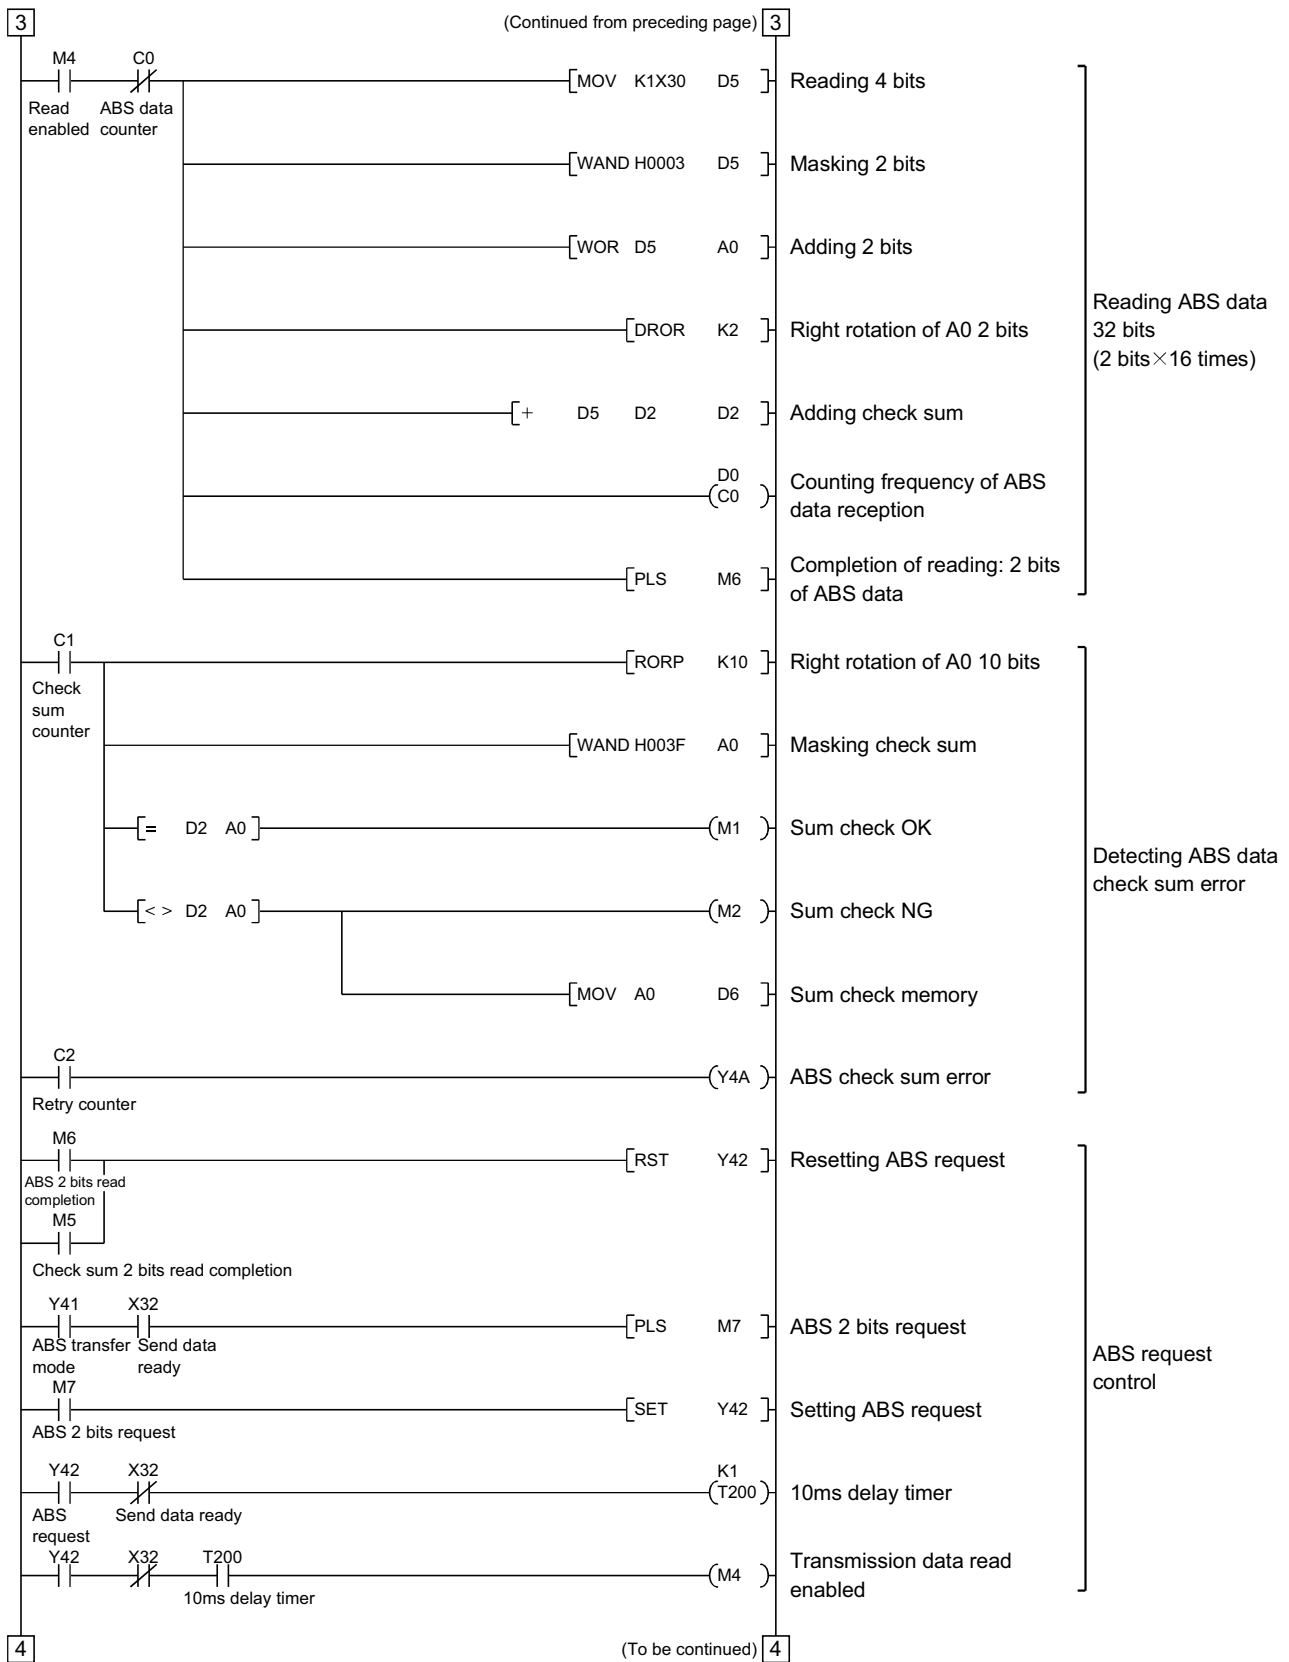 3 (Continued from preceding page) 3
M4 C0
[MOV K1X30 D5] Reading 4 bits
Read ABS data
enabled counter
[WAND H0003 D5] Masking 2 bits
[WOR D5 A0] Adding 2 bits
Reading ABS data
32 bits
(2 bits×16 times)
[DROR K2] Right rotation of A0 2 bits
[+ D5 D2 D2] Adding check sum
D0
(C0) Counting frequency of ABS
data reception
[PLS M6] Completion of reading: 2 bits
of ABS data
C1
[RORP K10] Right rotation of A0 10 bits
Check
sum
counter
[WAND H003F A0] Masking check sum
[= D2 A0] (M1) Sum check OK
Detecting ABS data
check sum error
[< > D2 A0] (M2) Sum check NG
[MOV A0 D6] Sum check memory
C2
(Y4A) ABS check sum error
Retry counter
M6
[RST Y42] Resetting ABS request
ABS 2 bits read
completion
M5
Check sum 2 bits read completion
Y41 X32
[PLS M7] ABS 2 bits request
ABS transfer Send data
mode ready
ABS request
control
M7
[SET Y42] Setting ABS request
ABS 2 bits request
Y42 X32 K1
(T200) 10ms delay timer
ABS Send data ready
request
Y42 X32 T200
(M4) Transmission data read
enabled
10ms delay timer
4 (To be continued) 4